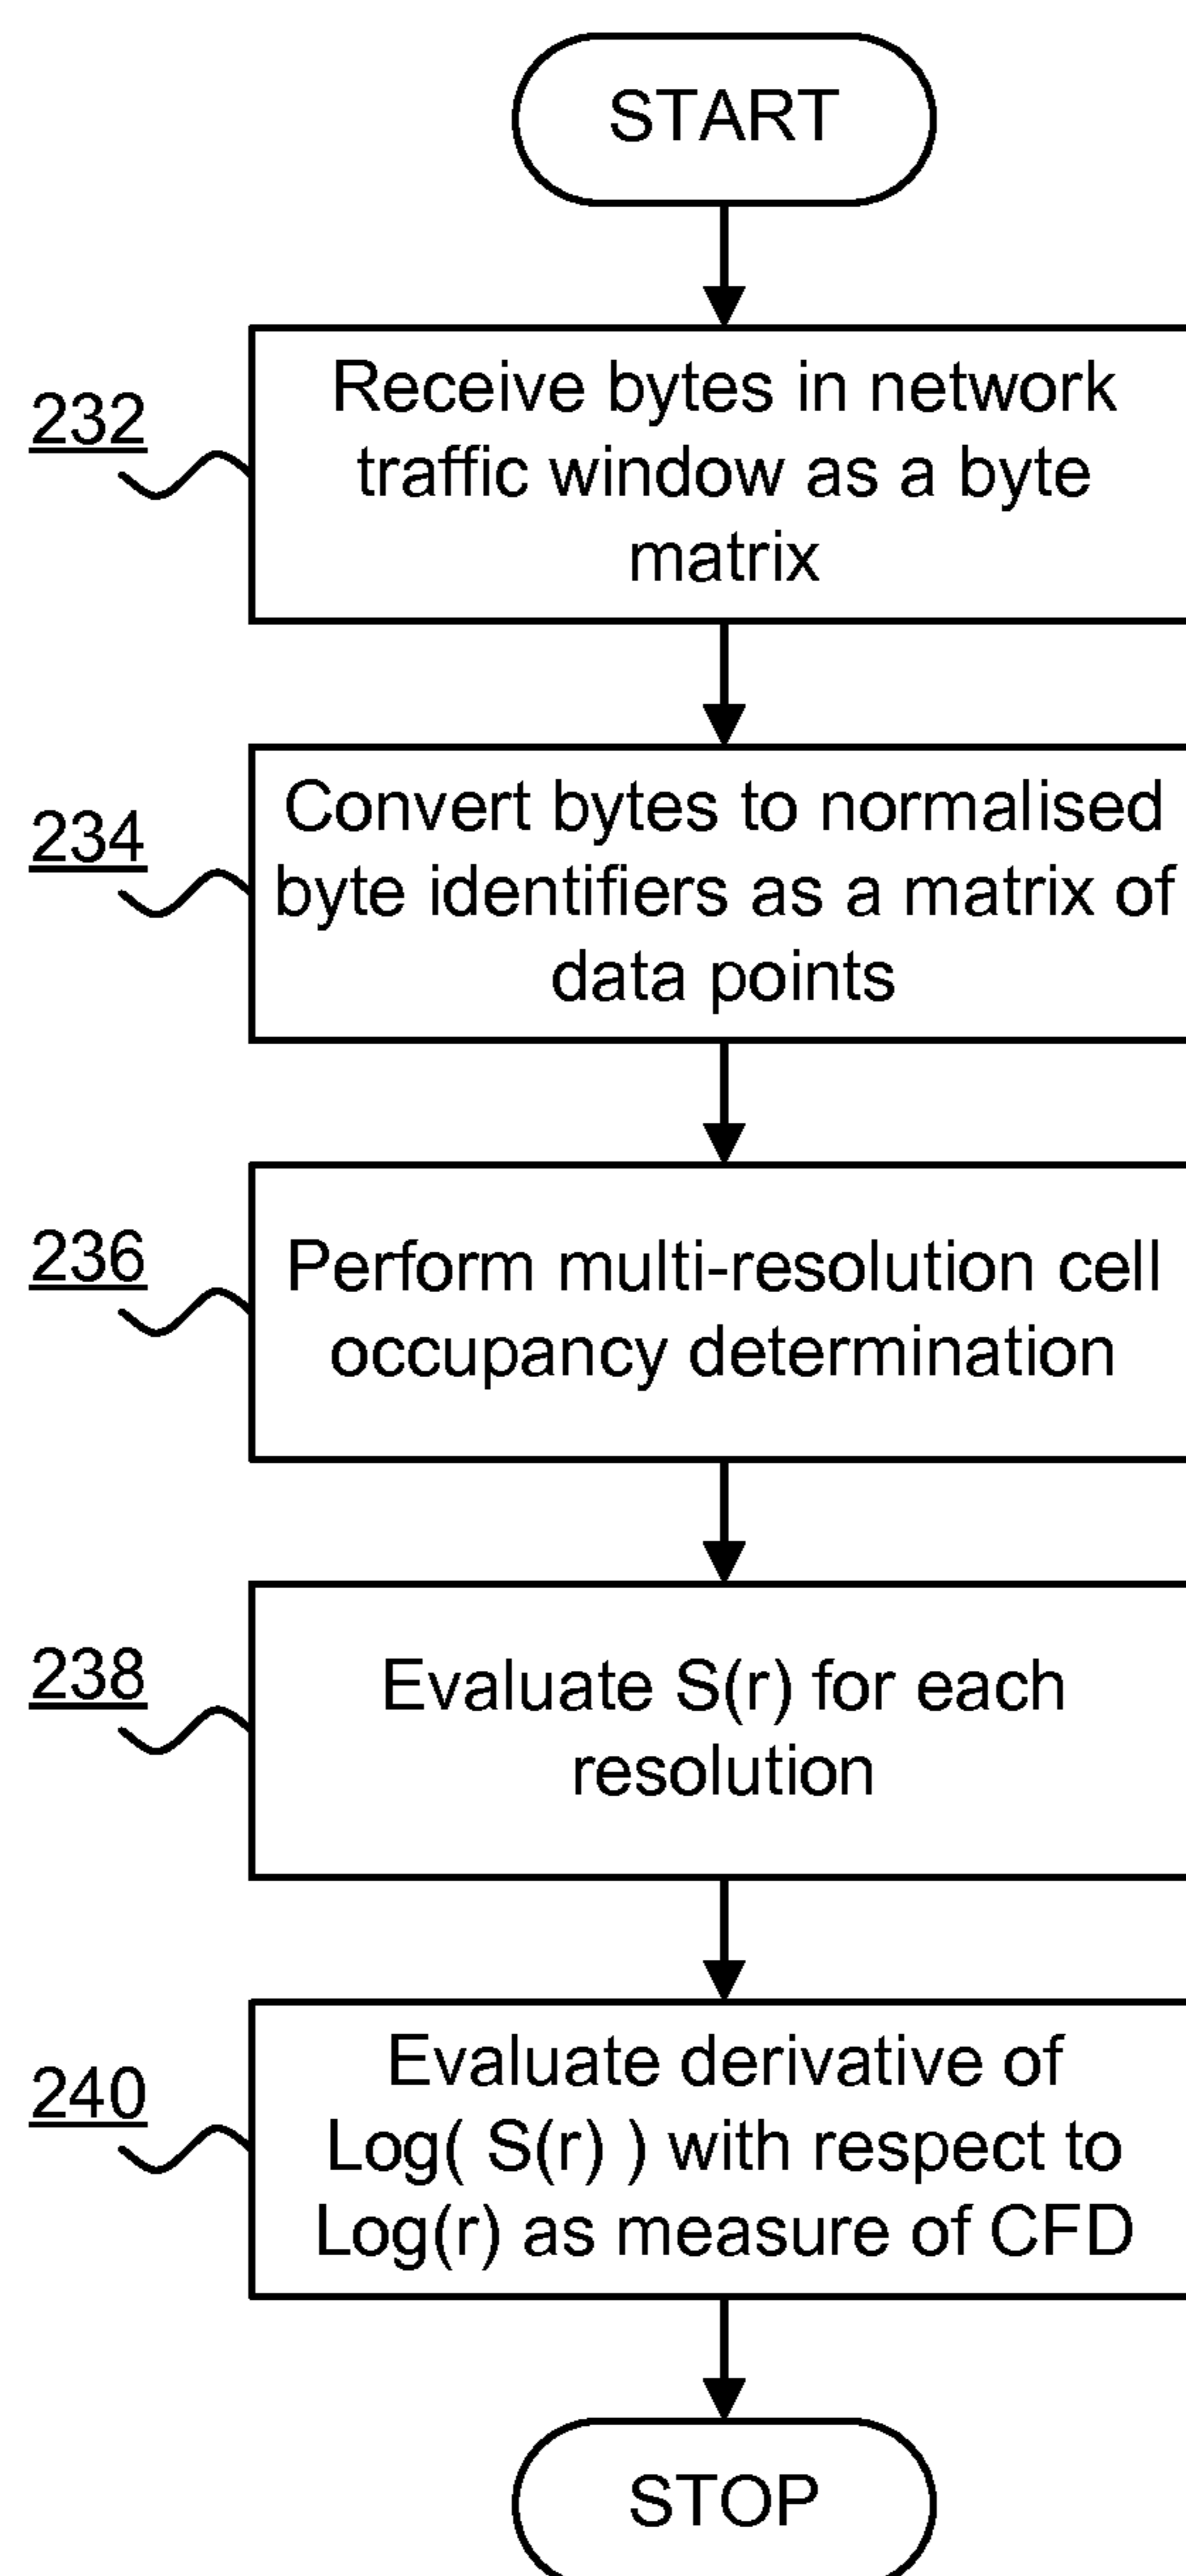 START
232
Receive bytes in network
traffic window as a byte
matrix
234
Convert bytes to normalised
byte identifiers as a matrix of
data points
236
Perform multi-resolution cell
occupancy determination
238
Evaluate S(r) for each
resolution
240
Evaluate derivative of
Log( S(r) ) with respect to
Log(r) as measure of CFD
STOP